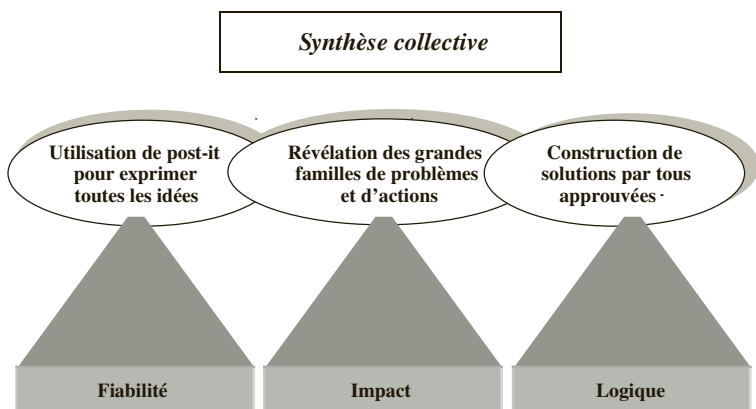 Synthèse collective
Utilisation de post-it
pour exprimer
toutes les idées
Révélation des grandes
familles de problèmes
et d'actions
Construction de
solutions par tous
approuvées
Fiabilité
Impact
Logique